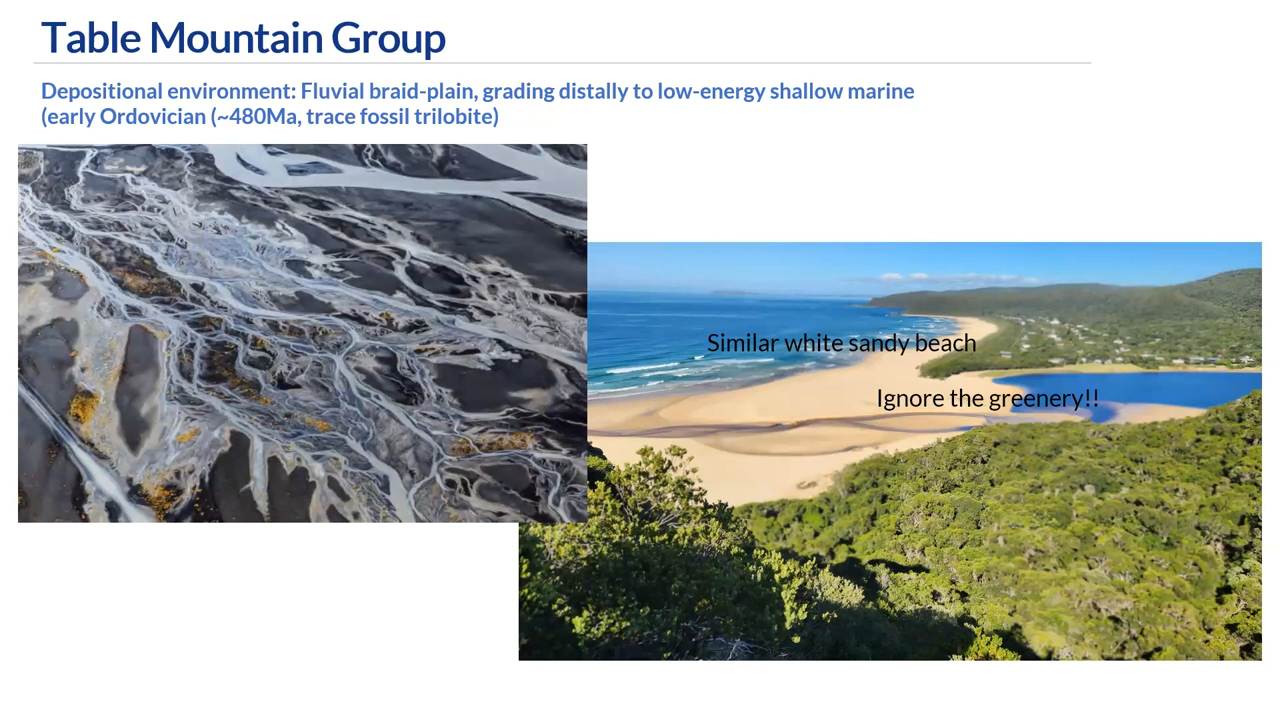 Table Mountain Group
Depositional environment: Fluvial braid-plain, grading distally to low-energy shallow marine
(early Ordovician (~480Ma, trace fossil trilobite)
Similar white sandy beach
Ignore the greenery!!